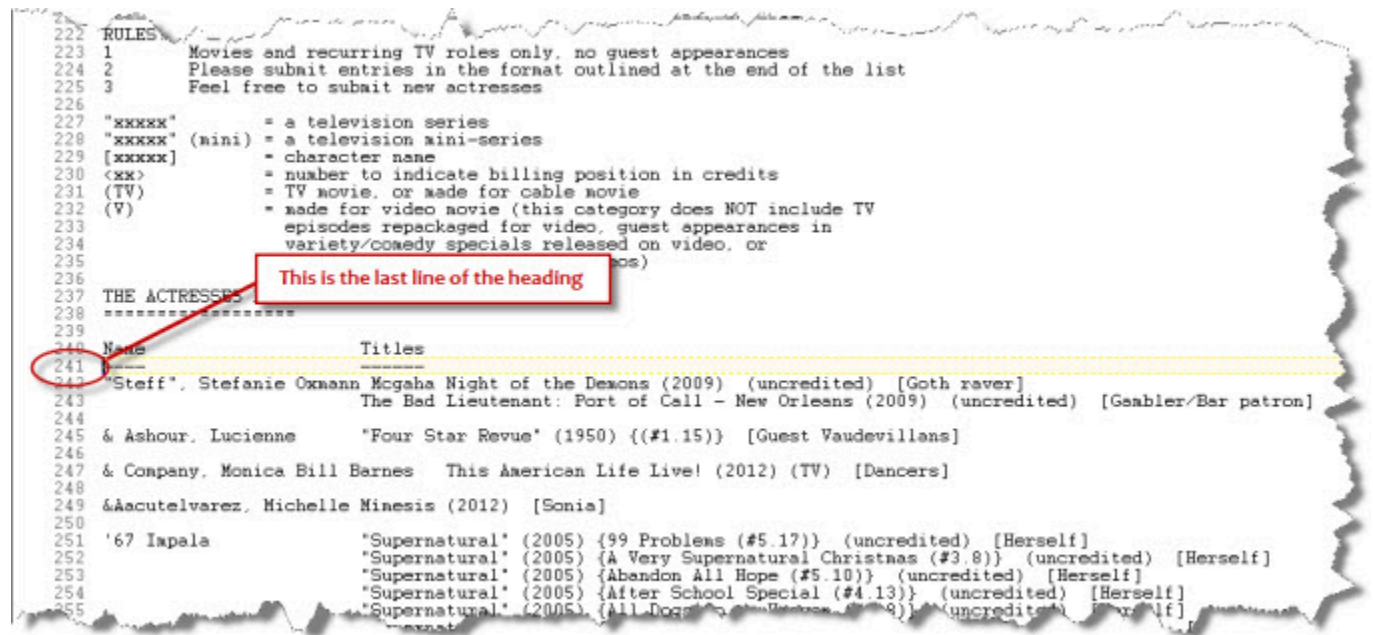 222 RULES
223 1 Movies and recurring TV roles only, no guest appearances
224 2 Please submit entries in the format outlined at the end of the list
225 3 Feel free to submit new actresses
226
227 "xxxxx" = a television series
228 "xxxxx" (mini) = a television mini-series
229 [xxxxx] = character name
230 <xx> = number to indicate billing position in credits
231 (TV) = TV movie, or made for cable movie
232 (V) = made for video movie (this category does NOT include TV
233 episodes repackaged for video, guest appearances in
234 variety/comedy specials released on video, or
235
This is the last line of the heading
236
237 THE ACTRESSES
238 ==================
239
240 Name Titles
241 ---- ------
242 "Steff", Stefanie Oxmann Mcgaha Night of the Demons (2009) (uncredited) [Goth raver]
243 The Bad Lieutenant: Port of Call - New Orleans (2009) (uncredited) [Gambler/Bar patron]
244
245 & Ashour, Lucienne "Four Star Revue" (1950) {(#1.15)} [Guest Vaudevillans]
246
247 & Company, Monica Bill Barnes This American Life Live! (2012) (TV) [Dancers]
248
249 &Aacutelvarez, Michelle Mimesis (2012) [Sonia]
250
251 '67 Impala "Supernatural" (2005) {99 Problems (#5.17)} (uncredited) [Herself]
252 "Supernatural" (2005) {A Very Supernatural Christmas (#3.8)} (uncredited) [Herself]
253 "Supernatural" (2005) {Abandon All Hope (#5.10)} (uncredited) [Herself]
254 "Supernatural" (2005) {After School Special (#4.13)} (uncredited) [Herself]
255 "Supernatural" (2005)